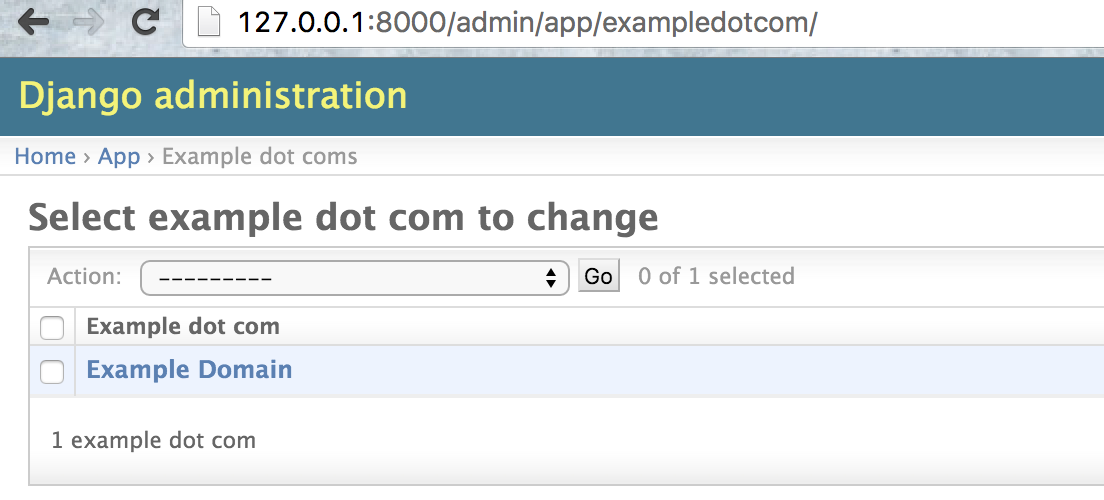 127.0.0.1:8000/admin/app/exampledotcom/
Django administration
Home › App › Example dot coms
Select example dot com to change
Action: --------- Go 0 of 1 selected
Example dot com
Example Domain
1 example dot com